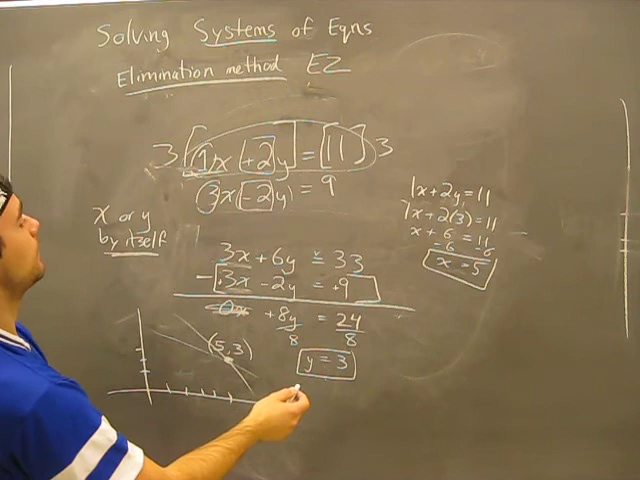 Solving Systems of Eqns
Elimination method EZ
3[1x+2y]=[11]3
3x-2y=9
x or y
by itself
3x+6y=33
-3x-2y=+9
0x+8y=24
8 8
y=3
(5,3)
1x+2y=11
1x+2(3)=11
x+6=11
-6 -6
x=5